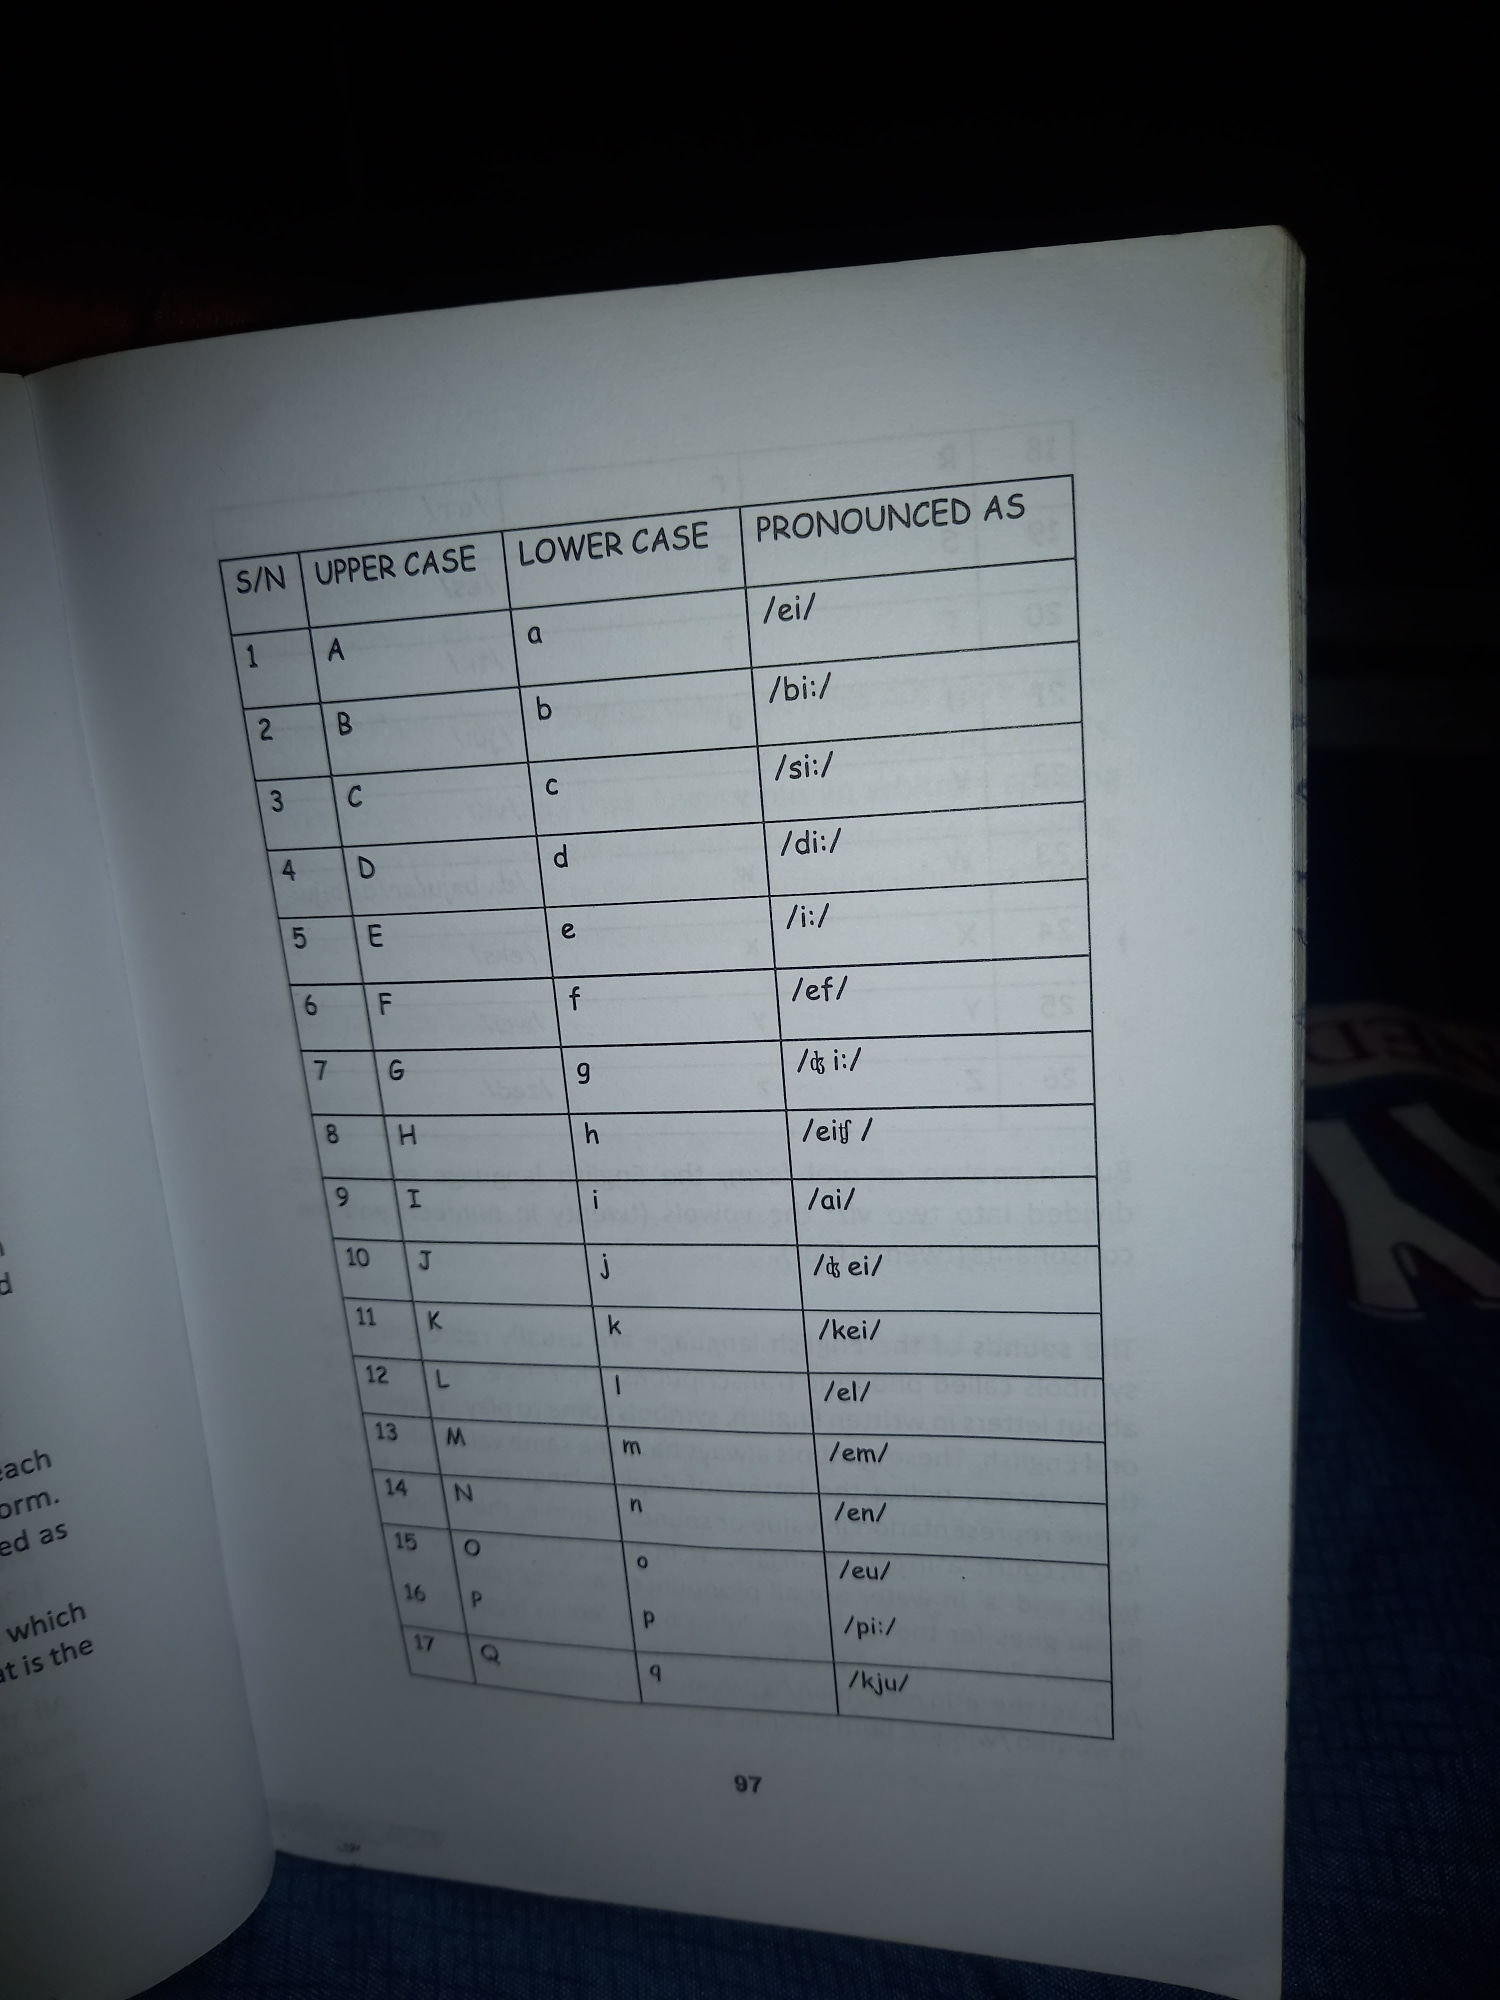 S/N UPPER CASE LOWER CASE PRONOUNCED AS
1 A a /ei/
2 B b /bi:/
3 C c /si:/
4 D d /di:/
5 E e /i:/
6 F f /ef/
7 G g /ʤ i:/
8 H h /eiʧ /
9 I i /ai/
10 J j /ʤ ei/
11 K k /kei/
12 L l /el/
13 M m /em/
14 N n /en/
15 O o /eu/
16 P p /pi:/
17 Q q /kju/
97
each
orm.
ed as
which
at is the